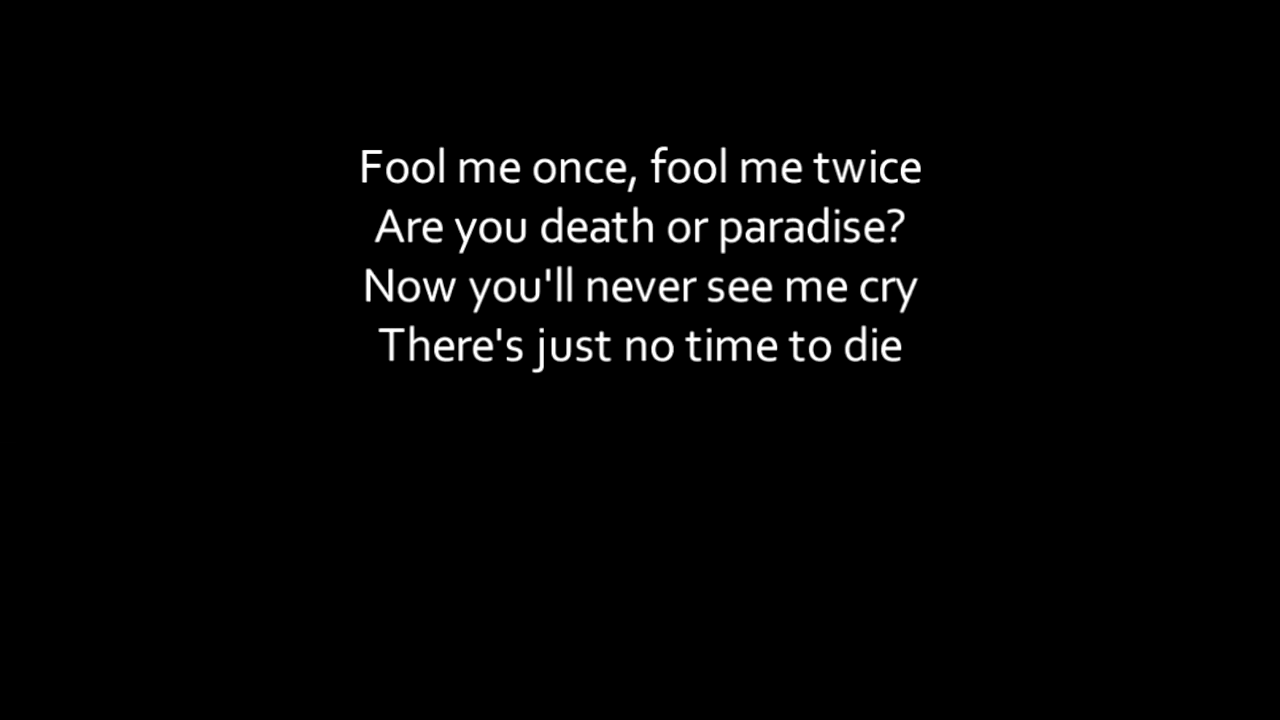 Fool me once, fool me twice
Are you death or paradise?
Now you'll never see me cry
There's just no time to die